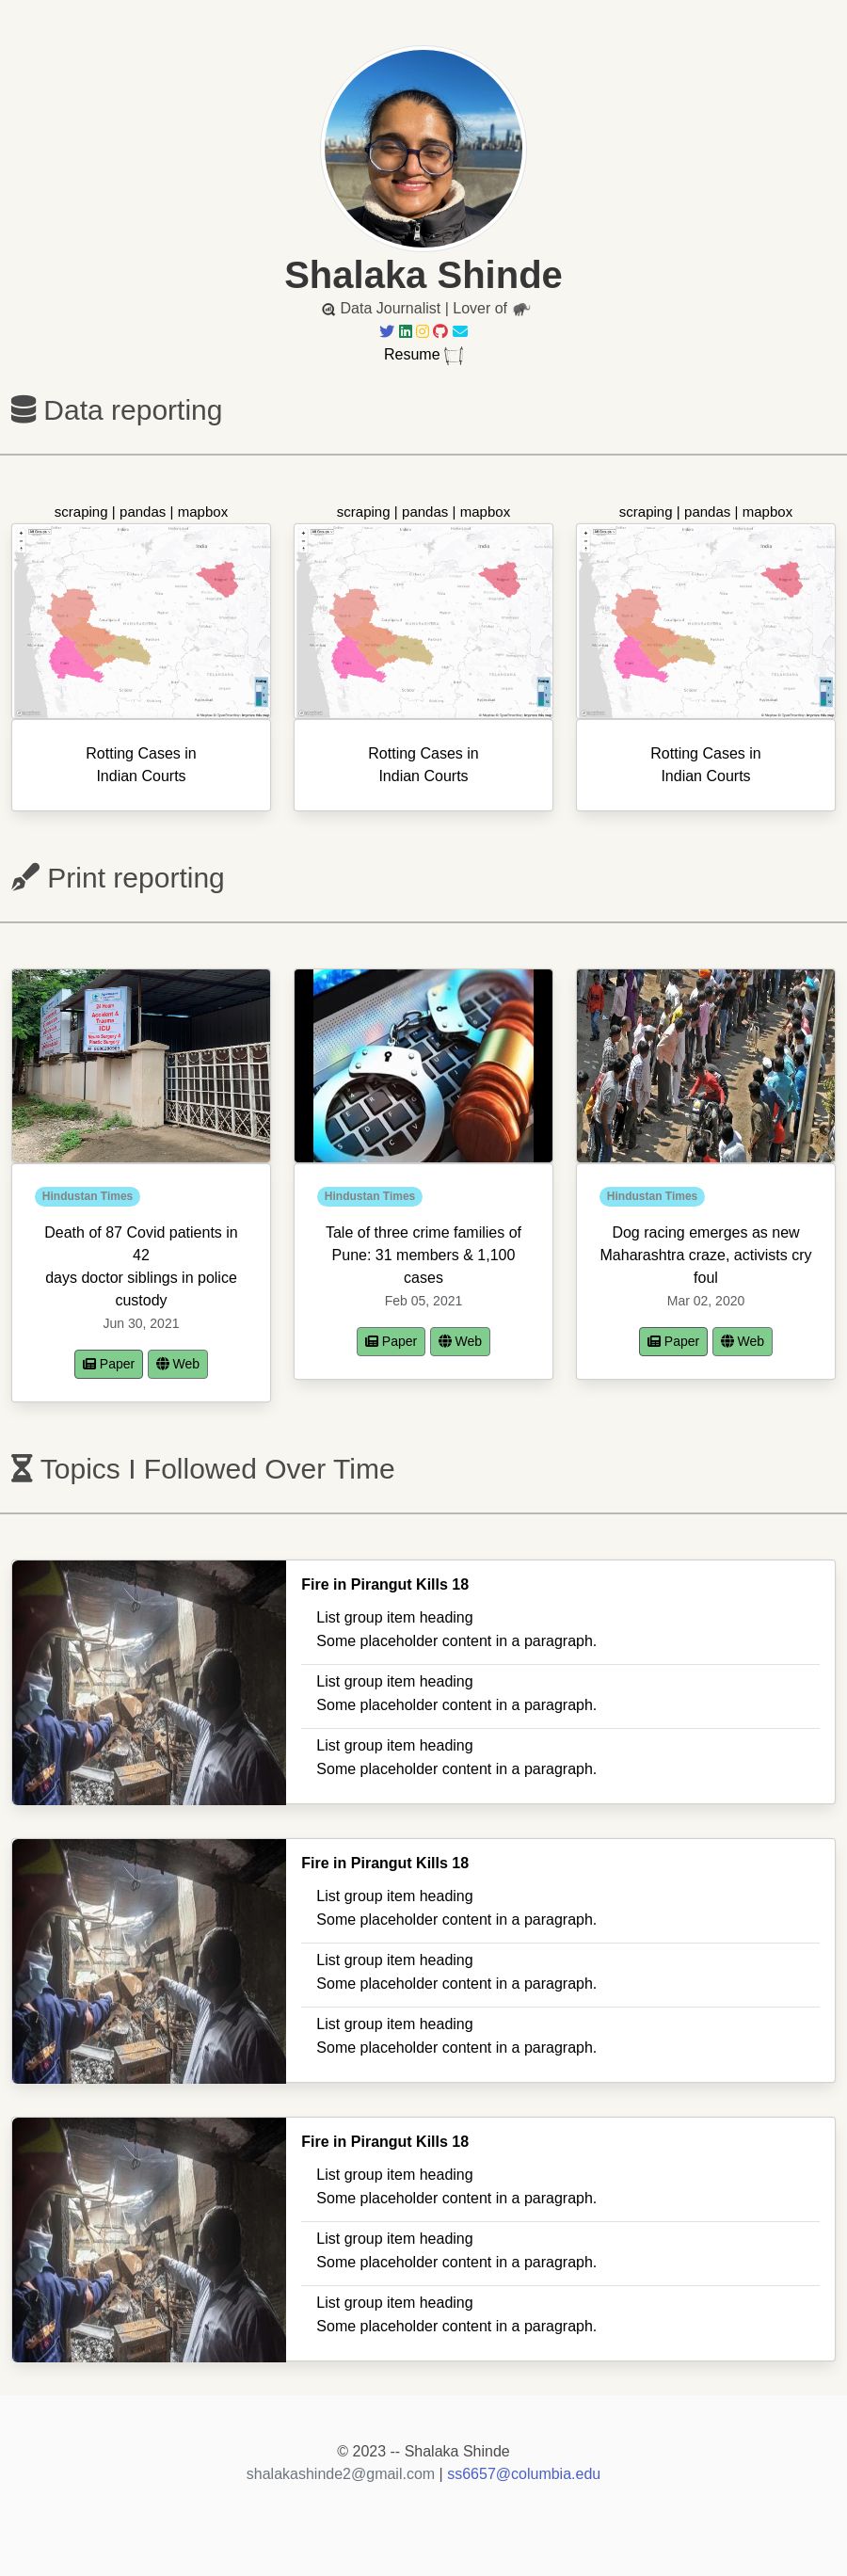 Shalaka Shinde
Data Journalist | Lover of
Resume
Data reporting
scraping | pandas | mapbox
scraping | pandas | mapbox
scraping | pandas | mapbox
India
India
India
Rotting Cases in
Indian Courts
Rotting Cases in
Indian Courts
Rotting Cases in
Indian Courts
Print reporting
24 Hours
Accident &
Trauma
ICU
Hindustan Times
Death of 87 Covid patients in
42
days doctor siblings in police
custody
Jun 30, 2021
Paper Web
Hindustan Times
Tale of three crime families of
Pune: 31 members & 1,100
cases
Feb 05, 2021
Paper Web
Hindustan Times
Dog racing emerges as new
Maharashtra craze, activists cry
foul
Mar 02, 2020
Paper Web
Topics I Followed Over Time
Fire in Pirangut Kills 18
List group item heading
Some placeholder content in a paragraph.
List group item heading
Some placeholder content in a paragraph.
List group item heading
Some placeholder content in a paragraph.
Fire in Pirangut Kills 18
List group item heading
Some placeholder content in a paragraph.
List group item heading
Some placeholder content in a paragraph.
List group item heading
Some placeholder content in a paragraph.
Fire in Pirangut Kills 18
List group item heading
Some placeholder content in a paragraph.
List group item heading
Some placeholder content in a paragraph.
List group item heading
Some placeholder content in a paragraph.
© 2023 -- Shalaka Shinde
shalakashinde2@gmail.com | ss6657@columbia.edu